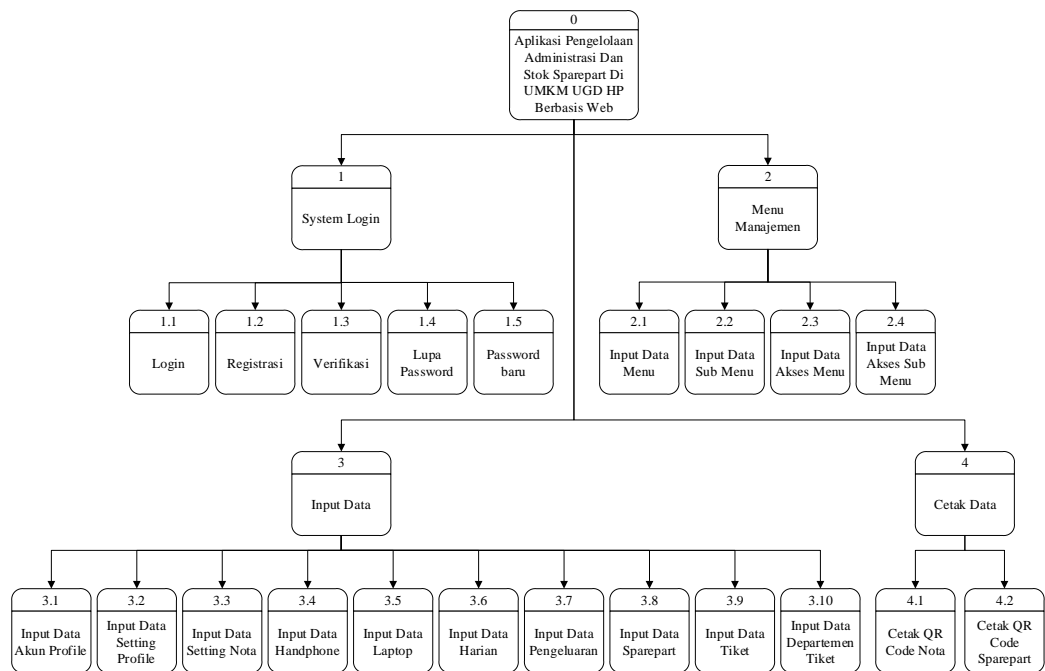 0
Aplikasi Pengelolaan
Administrasi Dan
Stok Sparepart Di
UMKM UGD HP
Berbasis Web
1
System Login
2
Menu
Manajemen
1.1
Login
1.2
Registrasi
1.3
Verifikasi
1.4
Lupa
Password
1.5
Password
baru
2.1
Input Data
Menu
2.2
Input Data
Sub Menu
2.3
Input Data
Akses Menu
2.4
Input Data
Akses Sub
Menu
3
Input Data
4
Cetak Data
3.1
Input Data
Akun Profile
3.2
Input Data
Setting
Profile
3.3
Input Data
Setting Nota
3.4
Input Data
Handphone
3.5
Input Data
Laptop
3.6
Input Data
Harian
3.7
Input Data
Pengeluaran
3.8
Input Data
Sparepart
3.9
Input Data
Tiket
3.10
Input Data
Departemen
Tiket
4.1
Cetak QR
Code Nota
4.2
Cetak QR
Code
Sparepart